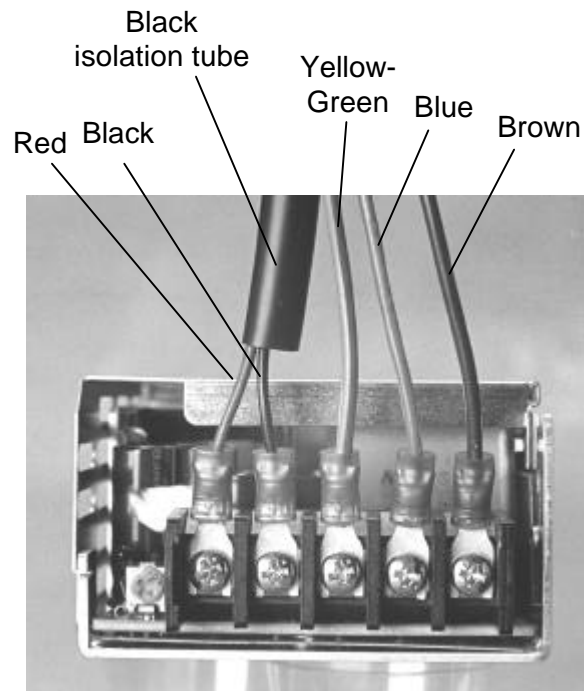 Black
isolation tube
Yellow-
Green
Blue
Brown
Red
Black